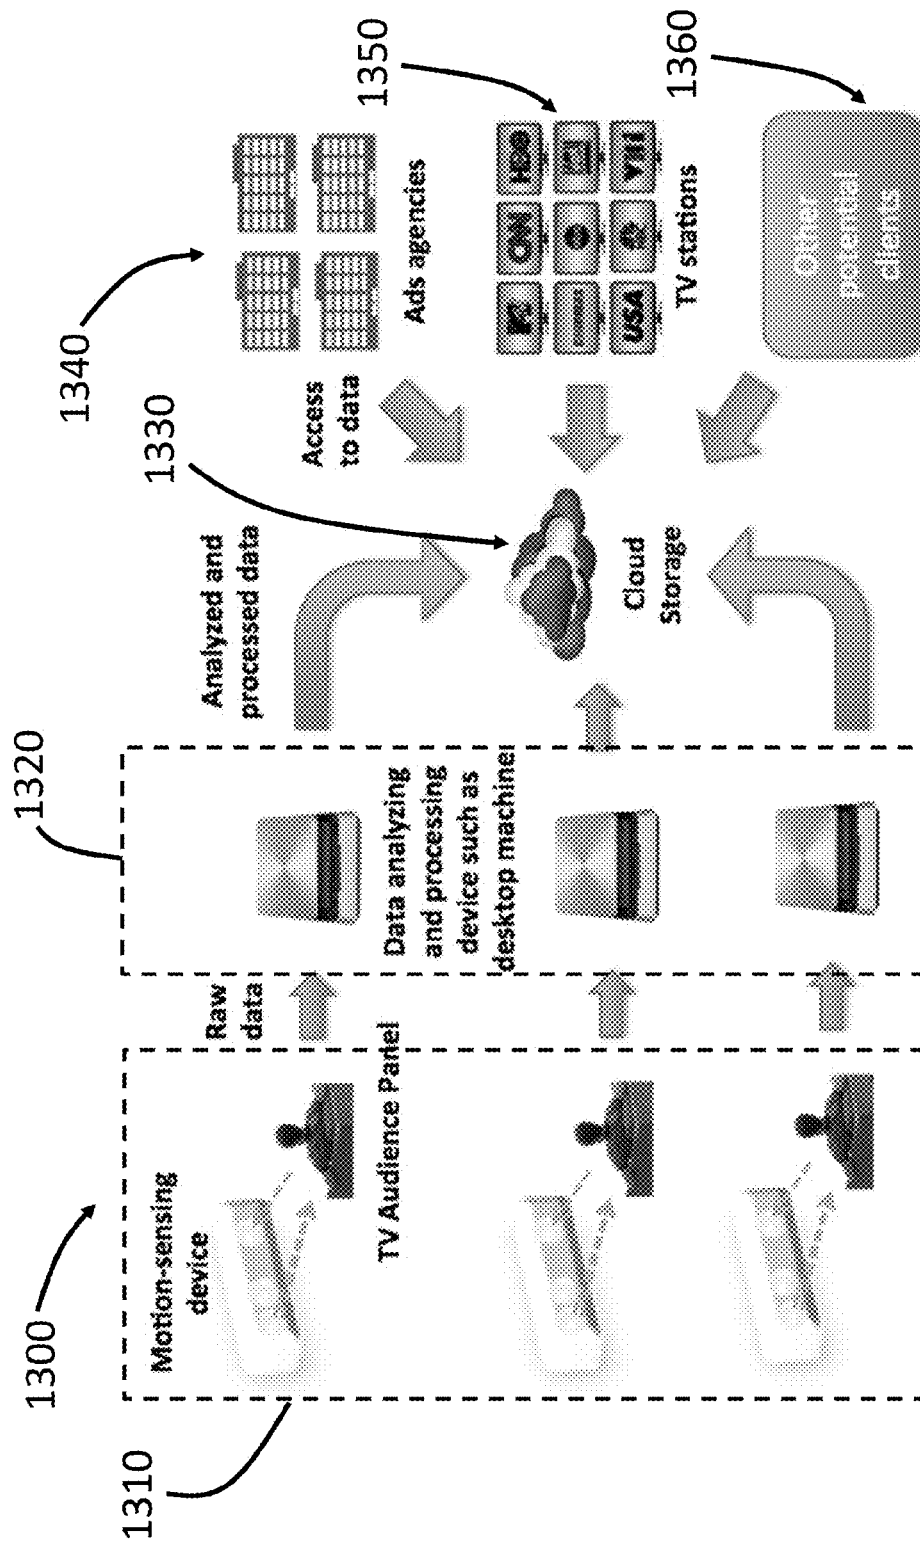 1300
1310
Motion-sensing
device
TV Audience Panel
Raw
data
1320
Data analyzing
and processing
device such as
desktop machine
Analyzed and
processed data
1330
Cloud
Storage
Access
to data
1340
Ads agencies
1350
HBO
USA
VH1
TV stations
1360
Other
potential
clients